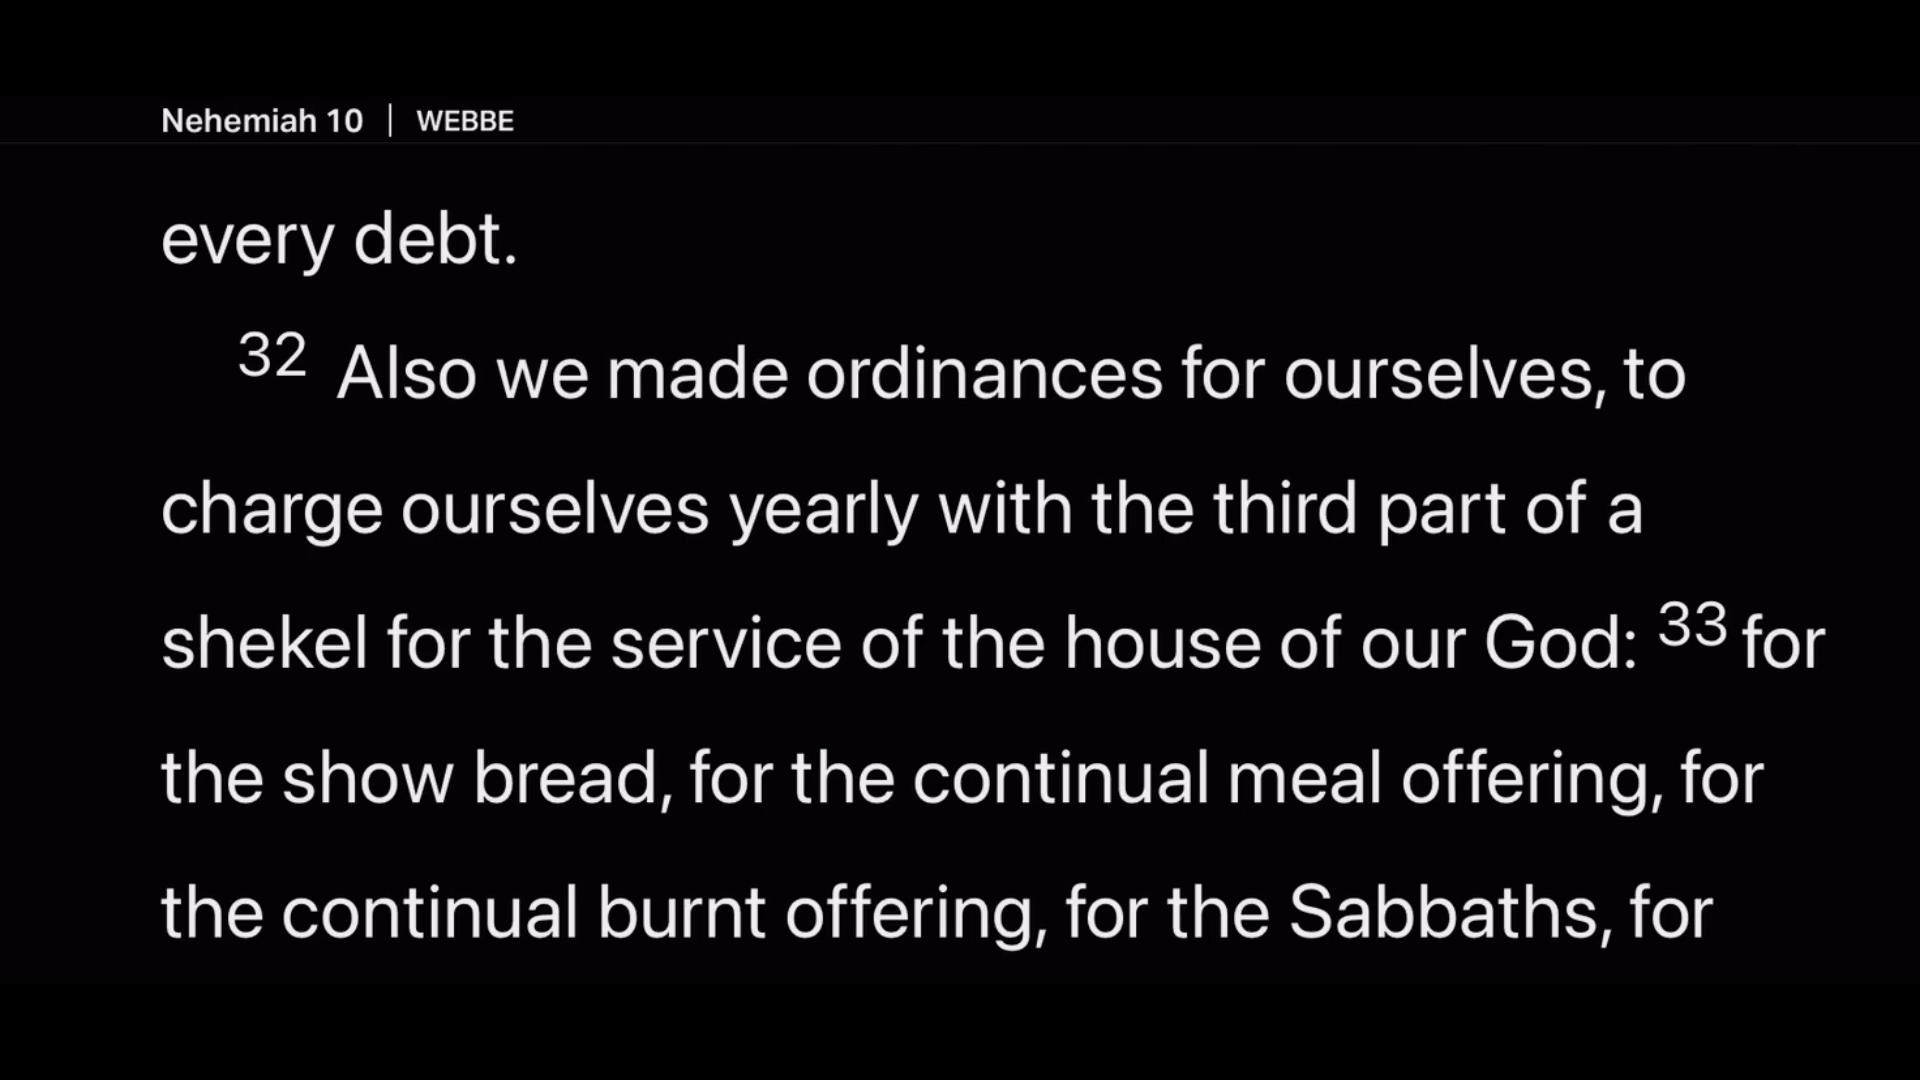 Nehemiah 10 | WEBBE
every debt.
32 Also we made ordinances for ourselves, to
charge ourselves yearly with the third part of a
shekel for the service of the house of our God: 33 for
the show bread, for the continual meal offering, for
the continual burnt offering, for the Sabbaths, for